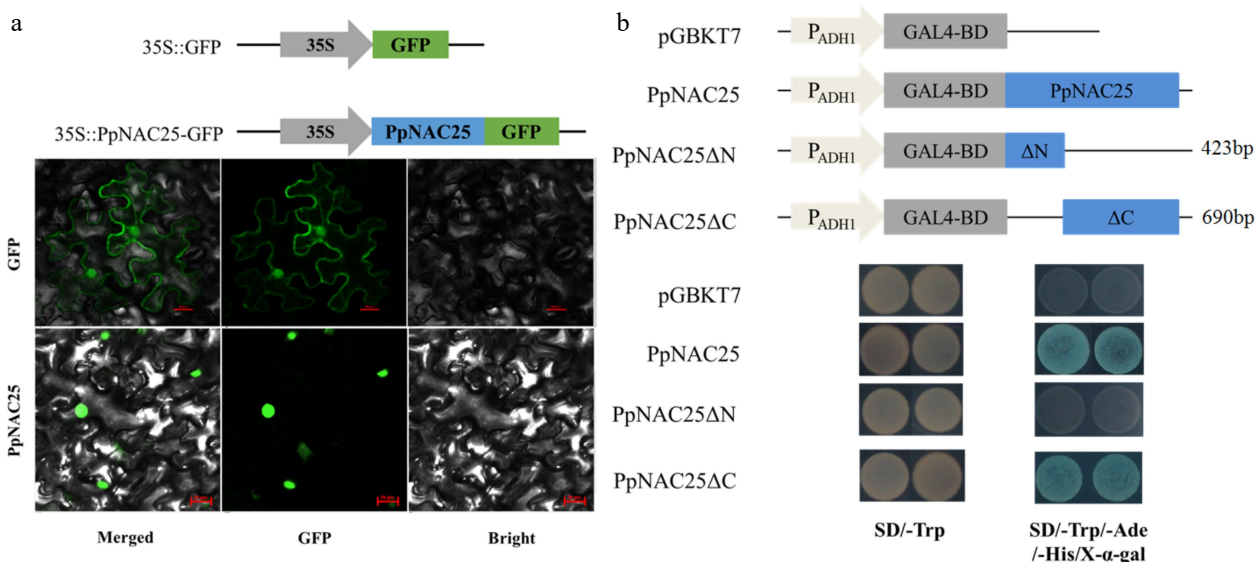 a
35S::GFP
35S
GFP
35S::PpNAC25-GFP
35S
PpNAC25
GFP
GFP
PpNAC25
Merged
GFP
Bright
b
pGBKT7
PADH1
GAL4-BD
PpNAC25
PADH1
GAL4-BD
PpNAC25
PpNAC25ΔN
PADH1
GAL4-BD
ΔN
423bp
PpNAC25ΔC
PADH1
GAL4-BD
ΔC
690bp
pGBKT7
PpNAC25
PpNAC25ΔN
PpNAC25ΔC
SD/-Trp
SD/-Trp/-Ade
/-His/X-α-gal